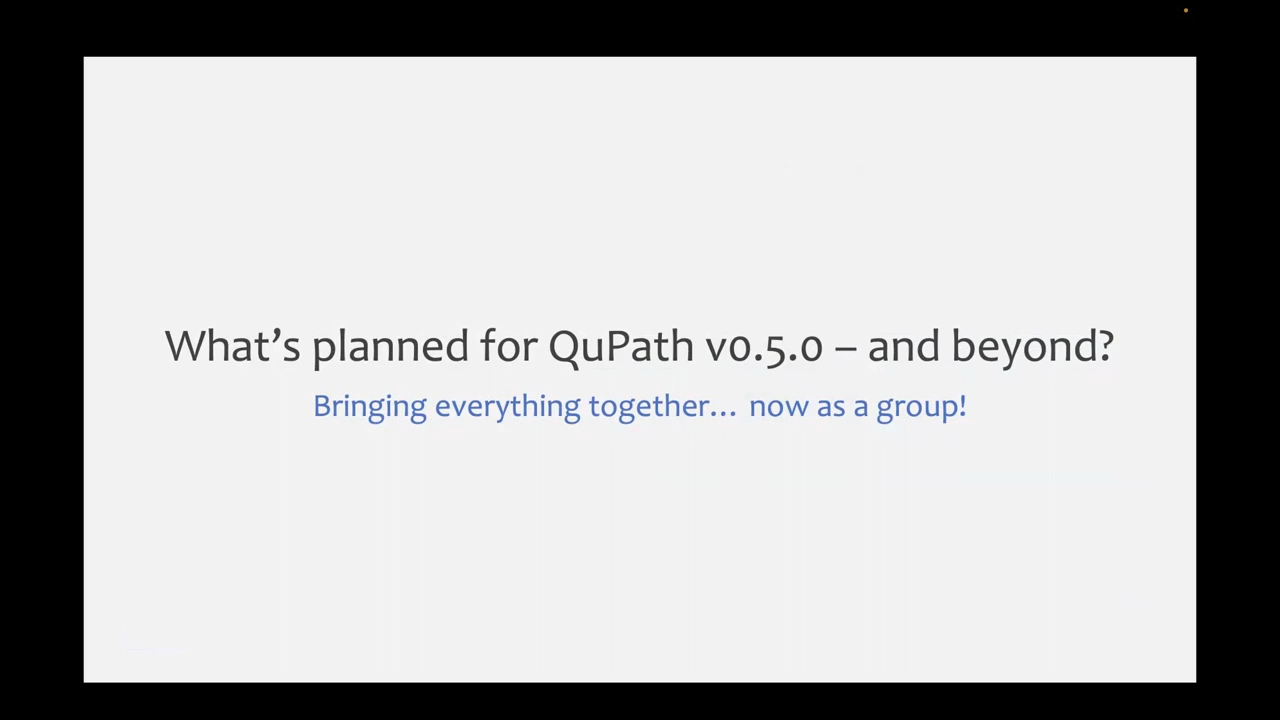 What’s planned for QuPath v0.5.0 – and beyond?
Bringing everything together… now as a group!